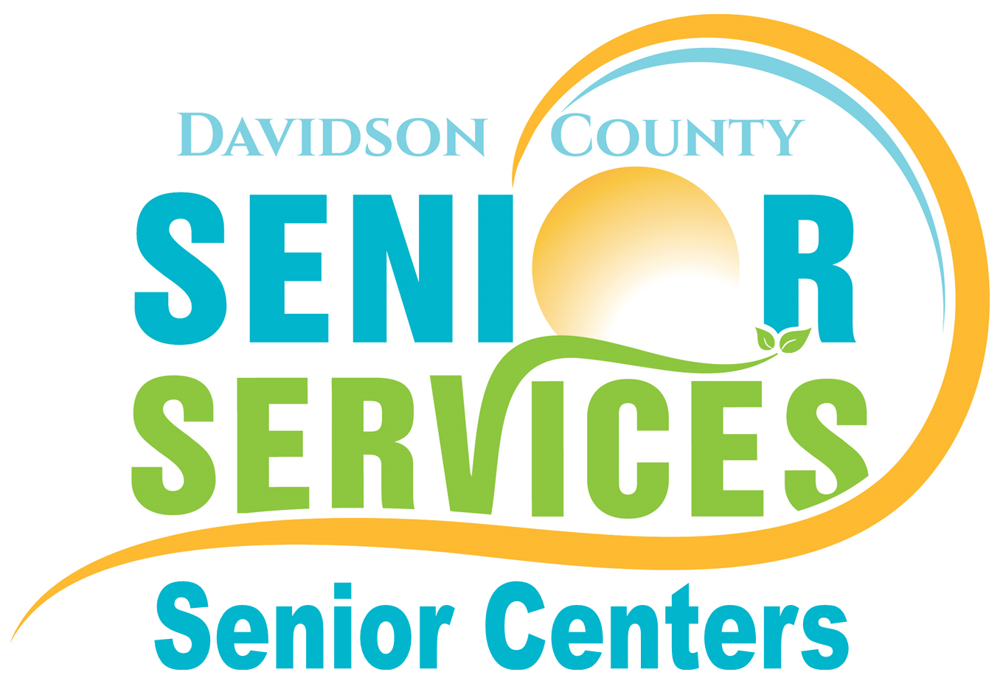 DAVIDSON COUNTY
SENIOR
SERVICES
Senior Centers